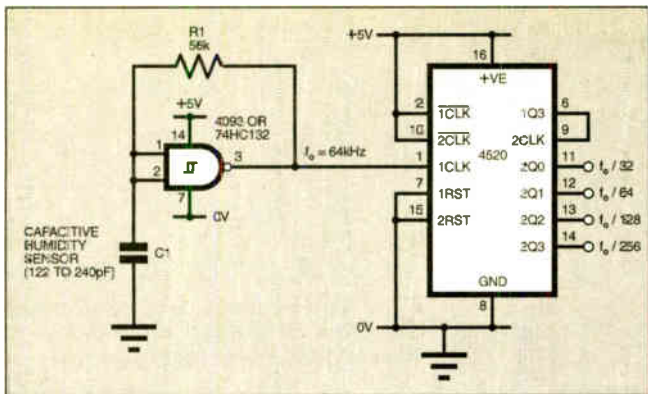 R1
56k
+5V
4093 OR
74HC132
14
1
2
3
7
0V
fo = 64kHz
CAPACITIVE
HUMIDITY
SENSOR
(122 TO 240pF)
C1
+5V
16
+VE
2 1CLK
10 2CLK
1 1CLK
7 1RST
15 2RST
4520
1Q3 6
2CLK 9
2Q0 11 fo / 32
2Q1 12 fo / 64
2Q2 13 fo / 128
2Q3 14 fo / 256
GND
8
0V